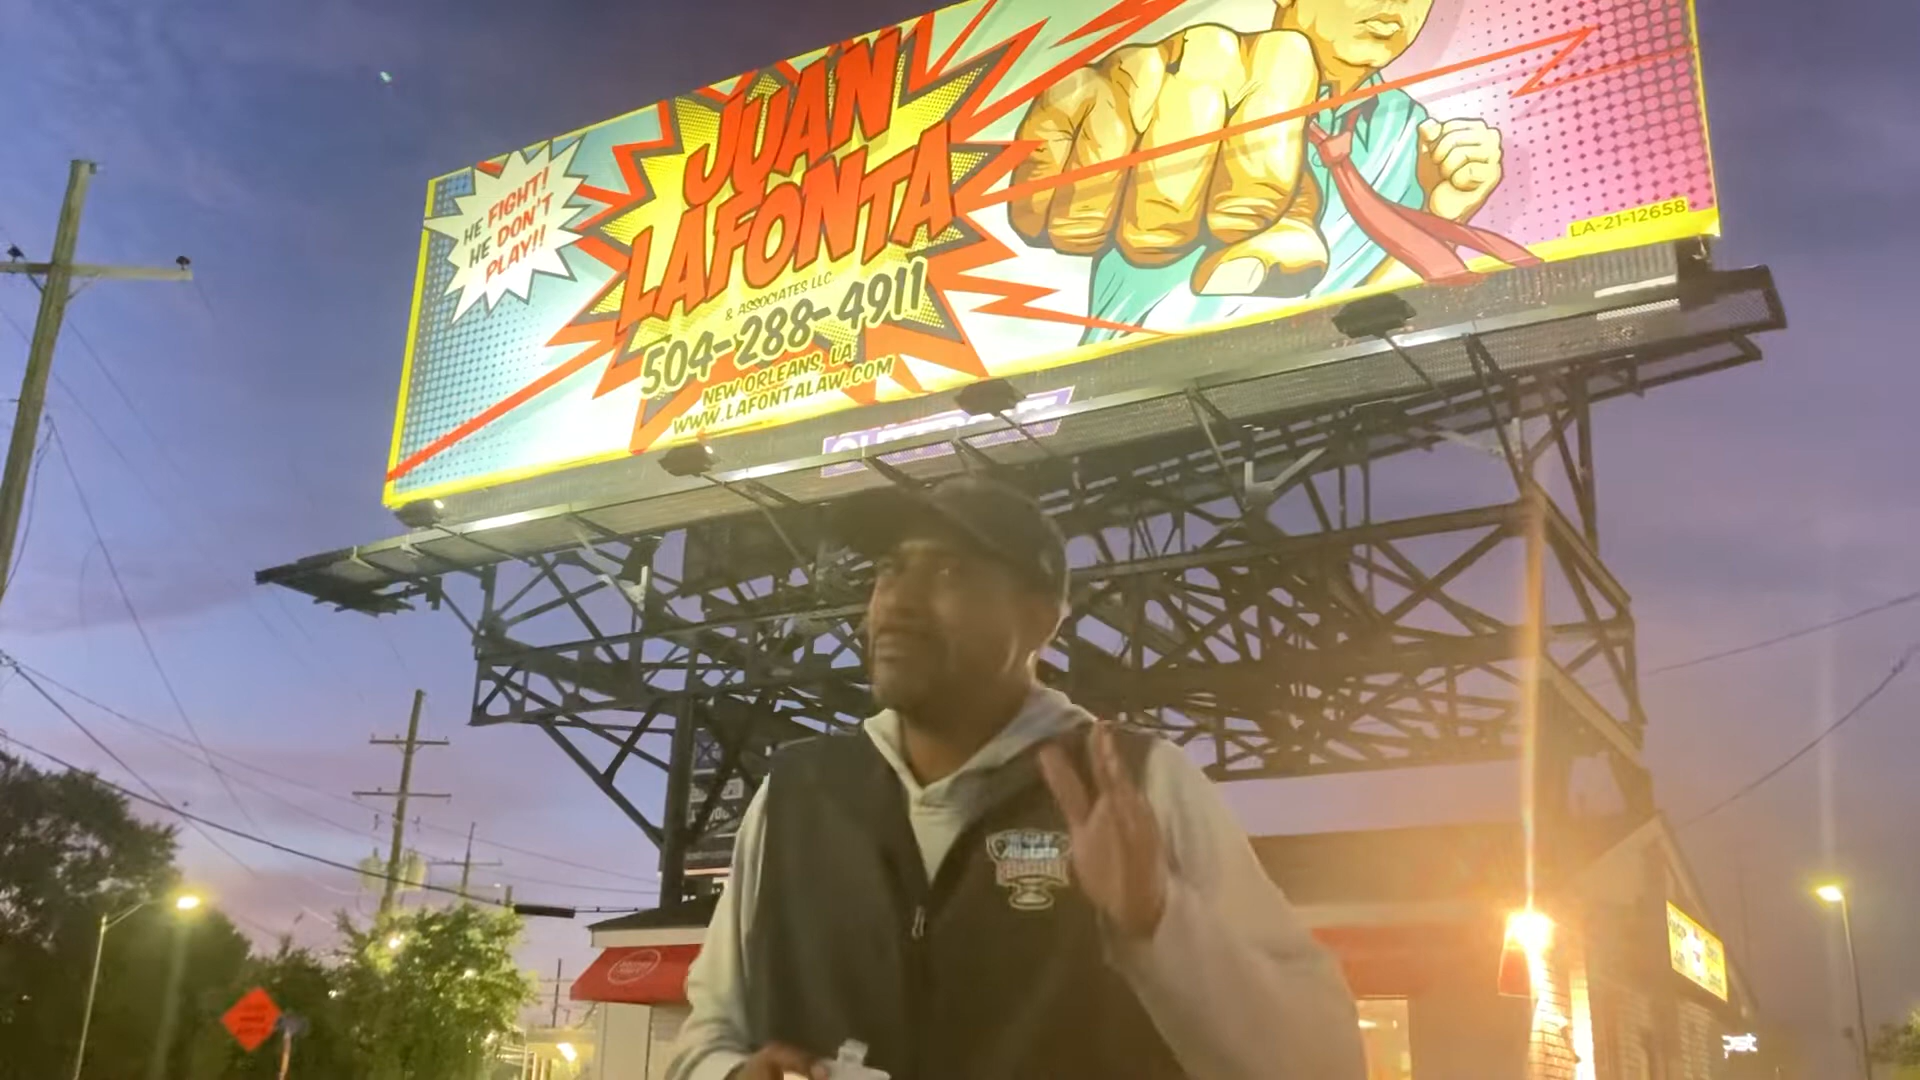 HE FIGHT!
HE DON'T
PLAY!!
JUAN
LAFONTA
& ASSOCIATES LLC
504-288-4911
NEW ORLEANS, LA
WWW.LAFONTALAW.COM
LA-21-12658
Allstate